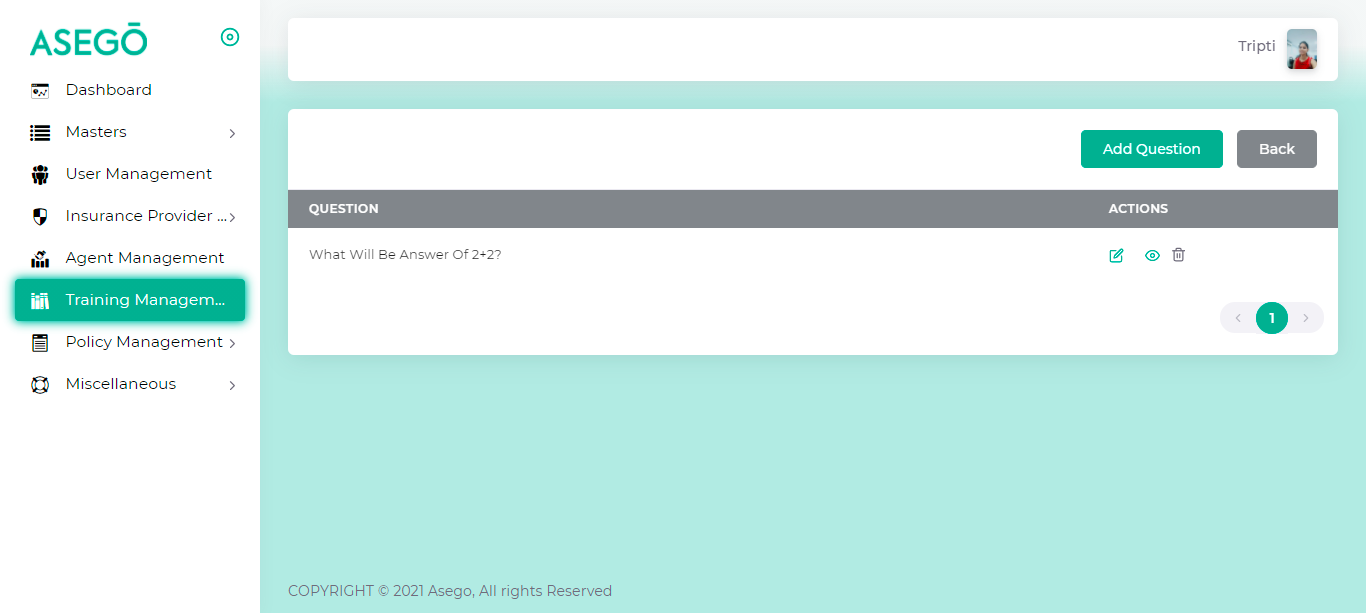 ASEGŌ
Dashboard
Masters
User Management
Insurance Provider ...
Agent Management
Training Managem...
Policy Management
Miscellaneous
Tripti
Add Question
Back
QUESTION ACTIONS
What Will Be Answer Of 2+2?
1
COPYRIGHT © 2021 Asego, All rights Reserved